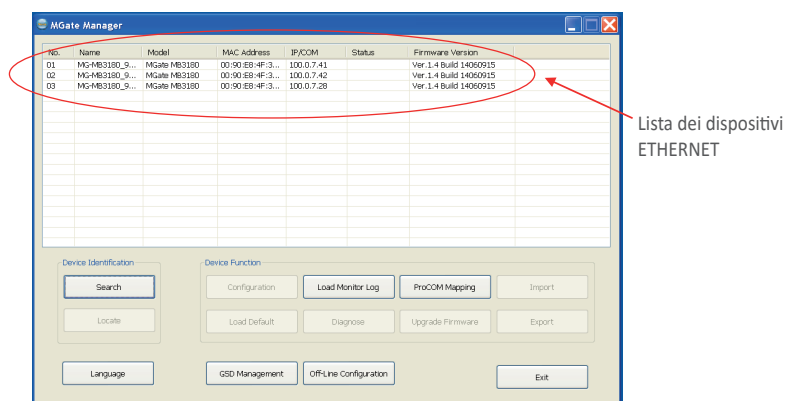 MGate Manager
No. Name Model MAC Address IP/COM Status Firmware Version
01 MG-MB3180_9... MGate MB3180 00:90:E8:4F:3... 100.0.7.41 Ver.1.4 Build 14060915
02 MG-MB3180_9... MGate MB3180 00:90:E8:4F:3... 100.0.7.42 Ver.1.4 Build 14060915
03 MG-MB3180_9... MGate MB3180 00:90:E8:4F:3... 100.0.7.28 Ver.1.4 Build 14060915
Lista dei dispositivi
ETHERNET
Device Identification Device Function
Search Configuration Load Monitor Log ProCOM Mapping Import
Locate Load Default Diagnose Upgrade Firmware Export
Language GSD Management Off-Line Configuration Exit